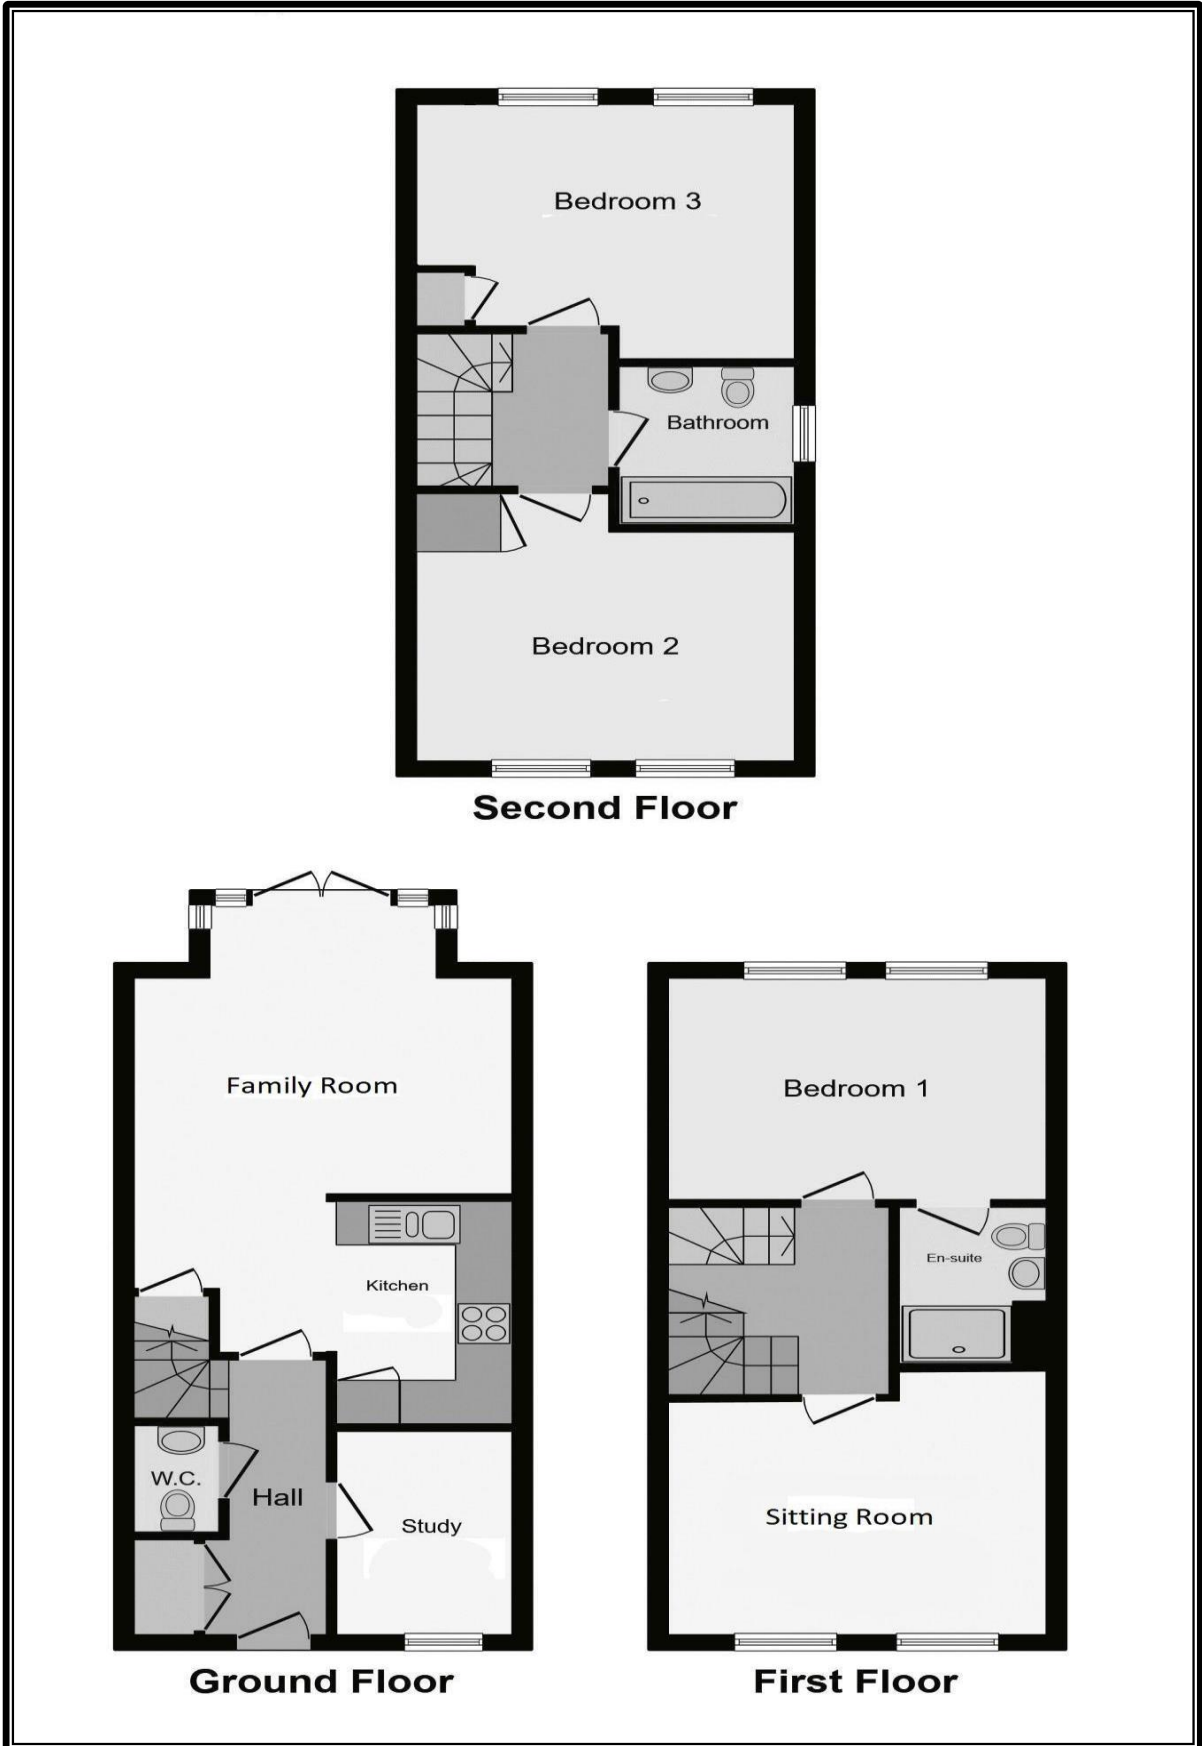 Bedroom 3
Bathroom
Bedroom 2
Second Floor
Family Room
Kitchen
W.C.
Hall
Study
Ground Floor
Bedroom 1
En-suite
Sitting Room
First Floor